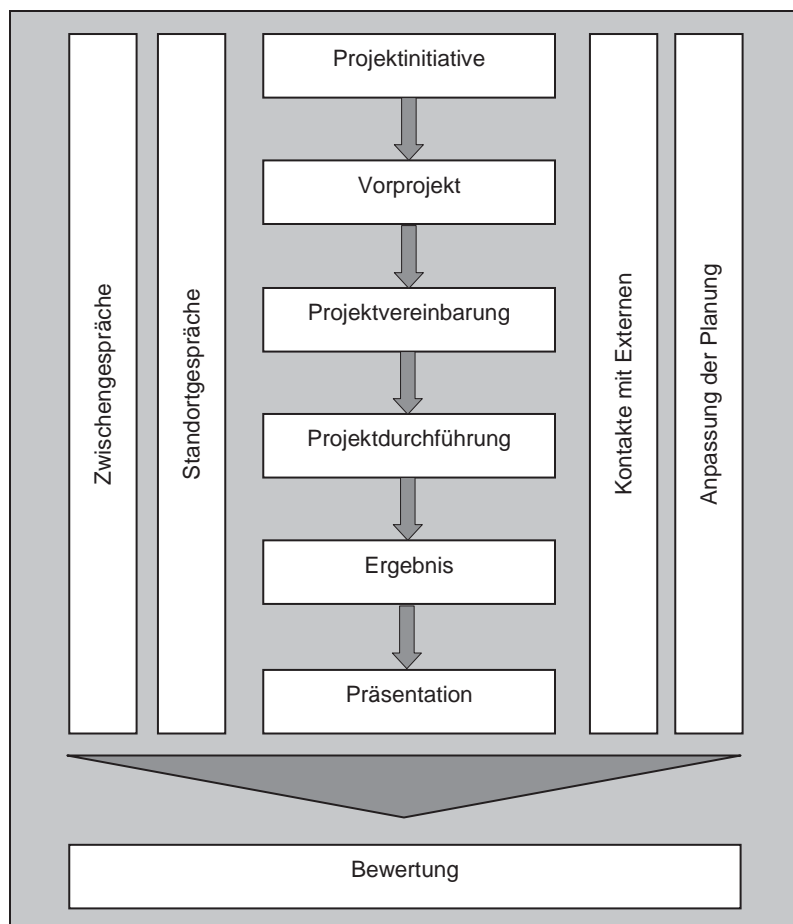 Zwischengespräche
Standortgespräche
Projektinitiative
Vorprojekt
Projektvereinbarung
Projektdurchführung
Ergebnis
Präsentation
Kontakte mit Externen
Anpassung der Planung
Bewertung